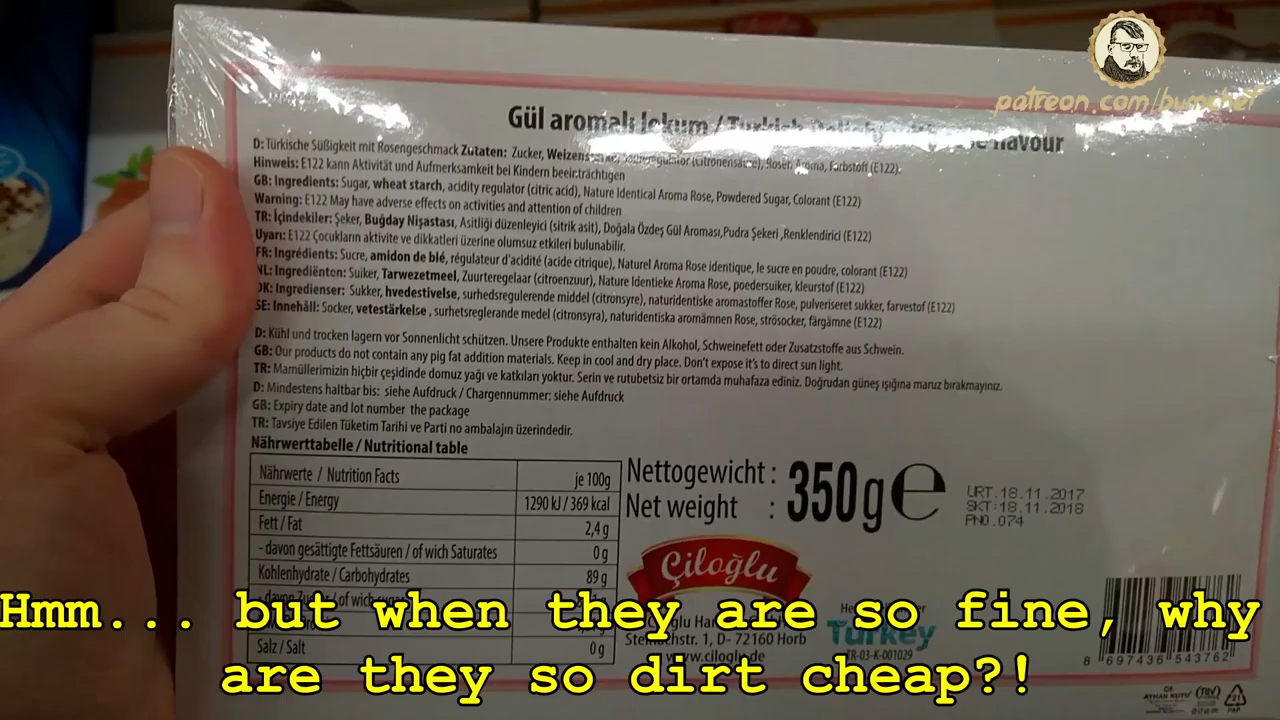 patreon.com/bumchef
Gül aromalı lokum / Turkish Delight flavour
D: Türkische Süßigkeit mit Rosengeschmack Zutaten: Zucker, (Citronensäure), Rosen Aroma, Farbstoff (E122).
Hinweis: E122 kann Aktivität und Aufmerksamkeit bei Kindern beeirträchtigen
GB: Ingredients: Sugar, wheat starch, acidity regulator (citric acid), Nature Identical Aroma Rose, Powdered Sugar, Colorant (E122)
Warning: E122 May have adverse effects on activities and attention of children
TR: İçindekiler: Şeker, Buğday Nişastası, Asitliği düzenleyici (sitrik asit), Doğala Özdeş Gül Aroması,Pudra Şekeri ,Renklendirici (E122)
Uyarı: E122 Çocukların aktivite ve dikkatleri üzerine olumsuz etkileri bulunabilir.
FR: Ingrédients: Sucre, amidon de blé, régulateur d'acidité (acide citrique), Naturel Aroma Rose identique, le sucre en poudre, colorant (E122)
NL: Ingrediënten: Suiker, Tarwezetmeel, Zuurteregelaar (citroenzuur), Nature Identieke Aroma Rose, poedersuiker, kleurstof (E122)
DK: Ingredienser: Sukker, hvedestivelse, surhedsregulerende middel (citronsyre), naturidentiske aromastoffer Rose, pulveriseret sukker, farvestof (E122)
SE: Innehåll: Socker, vetestärkelse , surhetsreglerande medel (citronsyra), naturidentiska aromämnen Rose, strösocker, färgämne (E122)
D: Kühl und trocken lagern vor Sonnenlicht schützen. Unsere Produkte enthalten kein Alkohol, Schweinefett oder Zusatzstoffe aus Schwein.
GB: Our products do not contain any pig fat addition materials. Keep in cool and dry place. Don't expose it's to direct sun light.
TR: Mamüllerimizin hiçbir çeşidinde domuz yağı ve katkıları yoktur. Serin ve rutubetsiz bir ortamda muhafaza ediniz. Doğrudan güneş ışığına maruz bırakmayınız.
D: Mindestens haltbar bis: siehe Aufdruck / Chargennummer: siehe Aufdruck
GB: Expiry date and lot number the package
TR: Tavsiye Edilen Tüketim Tarihi ve Parti no ambalajın üzerindedir.
Nährwerttabelle / Nutritional table
Nährwerte / Nutrition Facts je 100g
Energie / Energy 1290 kJ / 369 kcal
Fett / Fat 2,4 g
- davon gesättigte Fettsäuren / of wich Saturates 0 g
Kohlenhydrate / Carbohydrates 89 g
Salz / Salt 0 g
Nettogewicht :
Net weight :
350g e
URT.18.11.2017
SKT:18.11.2018
PNO.074
Çiloğlu
chstr. 1, D- 72160 Horb
www.ciloglu.de
Turkey
TR-03-K-001029
8 697436 543762
AYHAN KUTU
21
PAP
Hmm... but when they are so fine, why
are they so dirt cheap?!